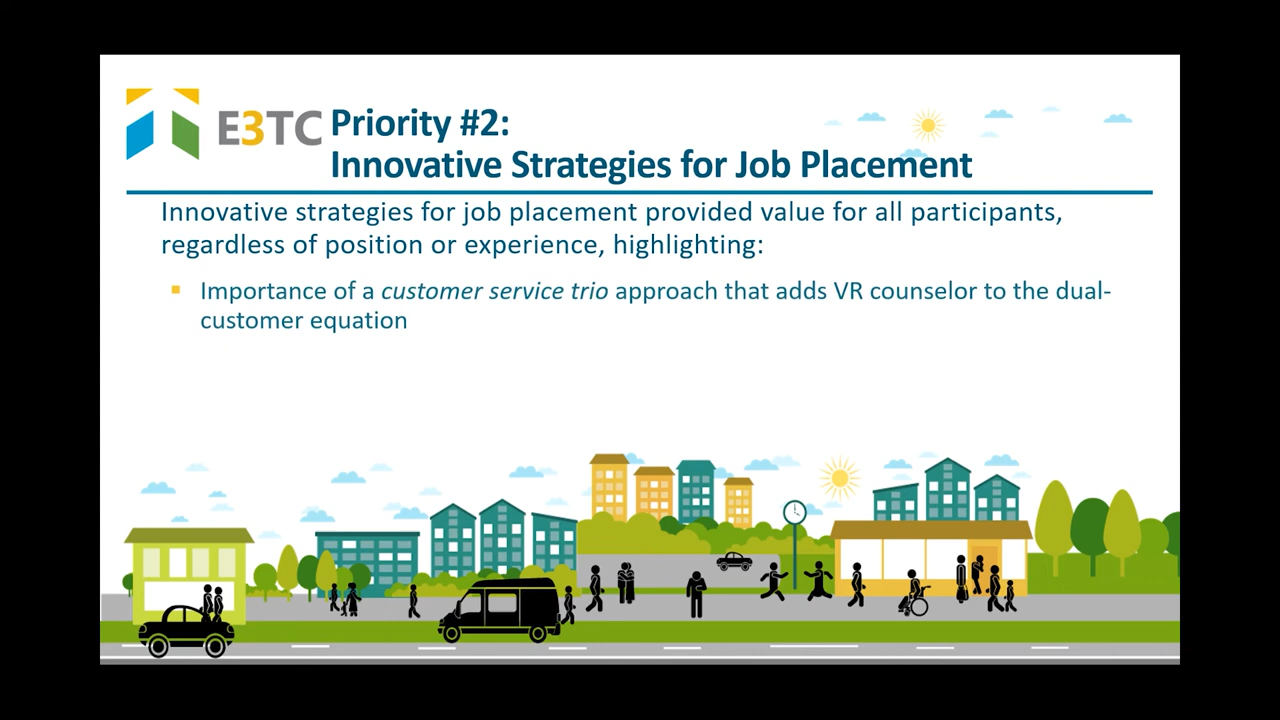 E3TC
Priority #2:
Innovative Strategies for Job Placement
Innovative strategies for job placement provided value for all participants,
regardless of position or experience, highlighting:
Importance of a customer service trio approach that adds VR counselor to the dual-
customer equation